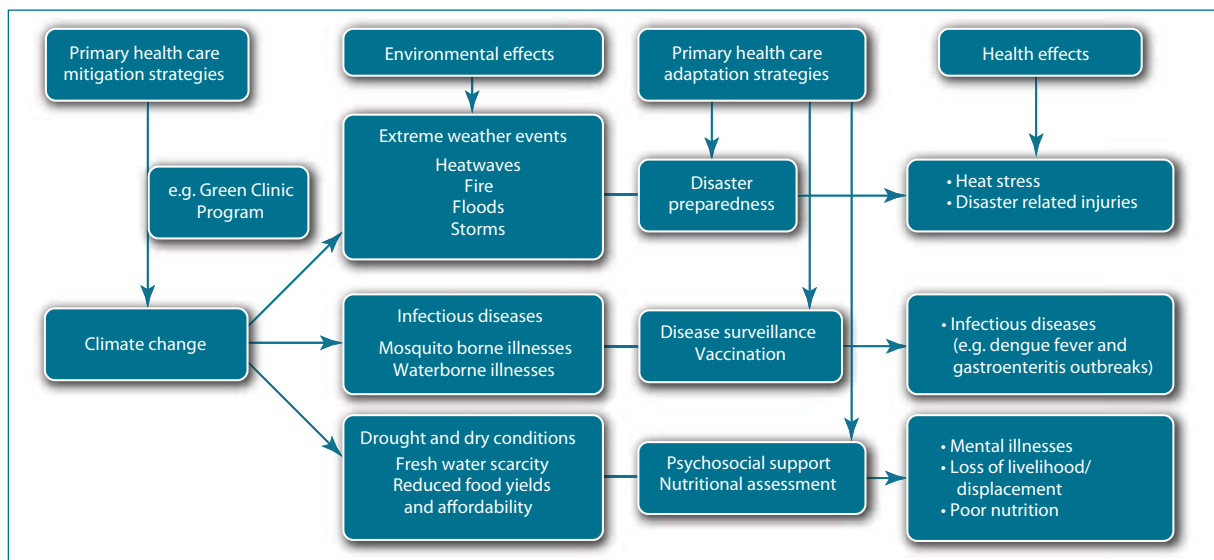 Primary health care
mitigation strategies
Environmental effects
Primary health care
adaptation strategies
Health effects
e.g. Green Clinic
Program
Extreme weather events
Heatwaves
Fire
Floods
Storms
Disaster
preparedness
• Heat stress
• Disaster related injuries
Climate change
Infectious diseases
Mosquito borne illnesses
Waterborne illnesses
Disease surveillance
Vaccination
• Infectious diseases
(e.g. dengue fever and
gastroenteritis outbreaks)
Drought and dry conditions
Fresh water scarcity
Reduced food yields
and affordability
Psychosocial support
Nutritional assessment
• Mental illnesses
• Loss of livelihood/
displacement
• Poor nutrition